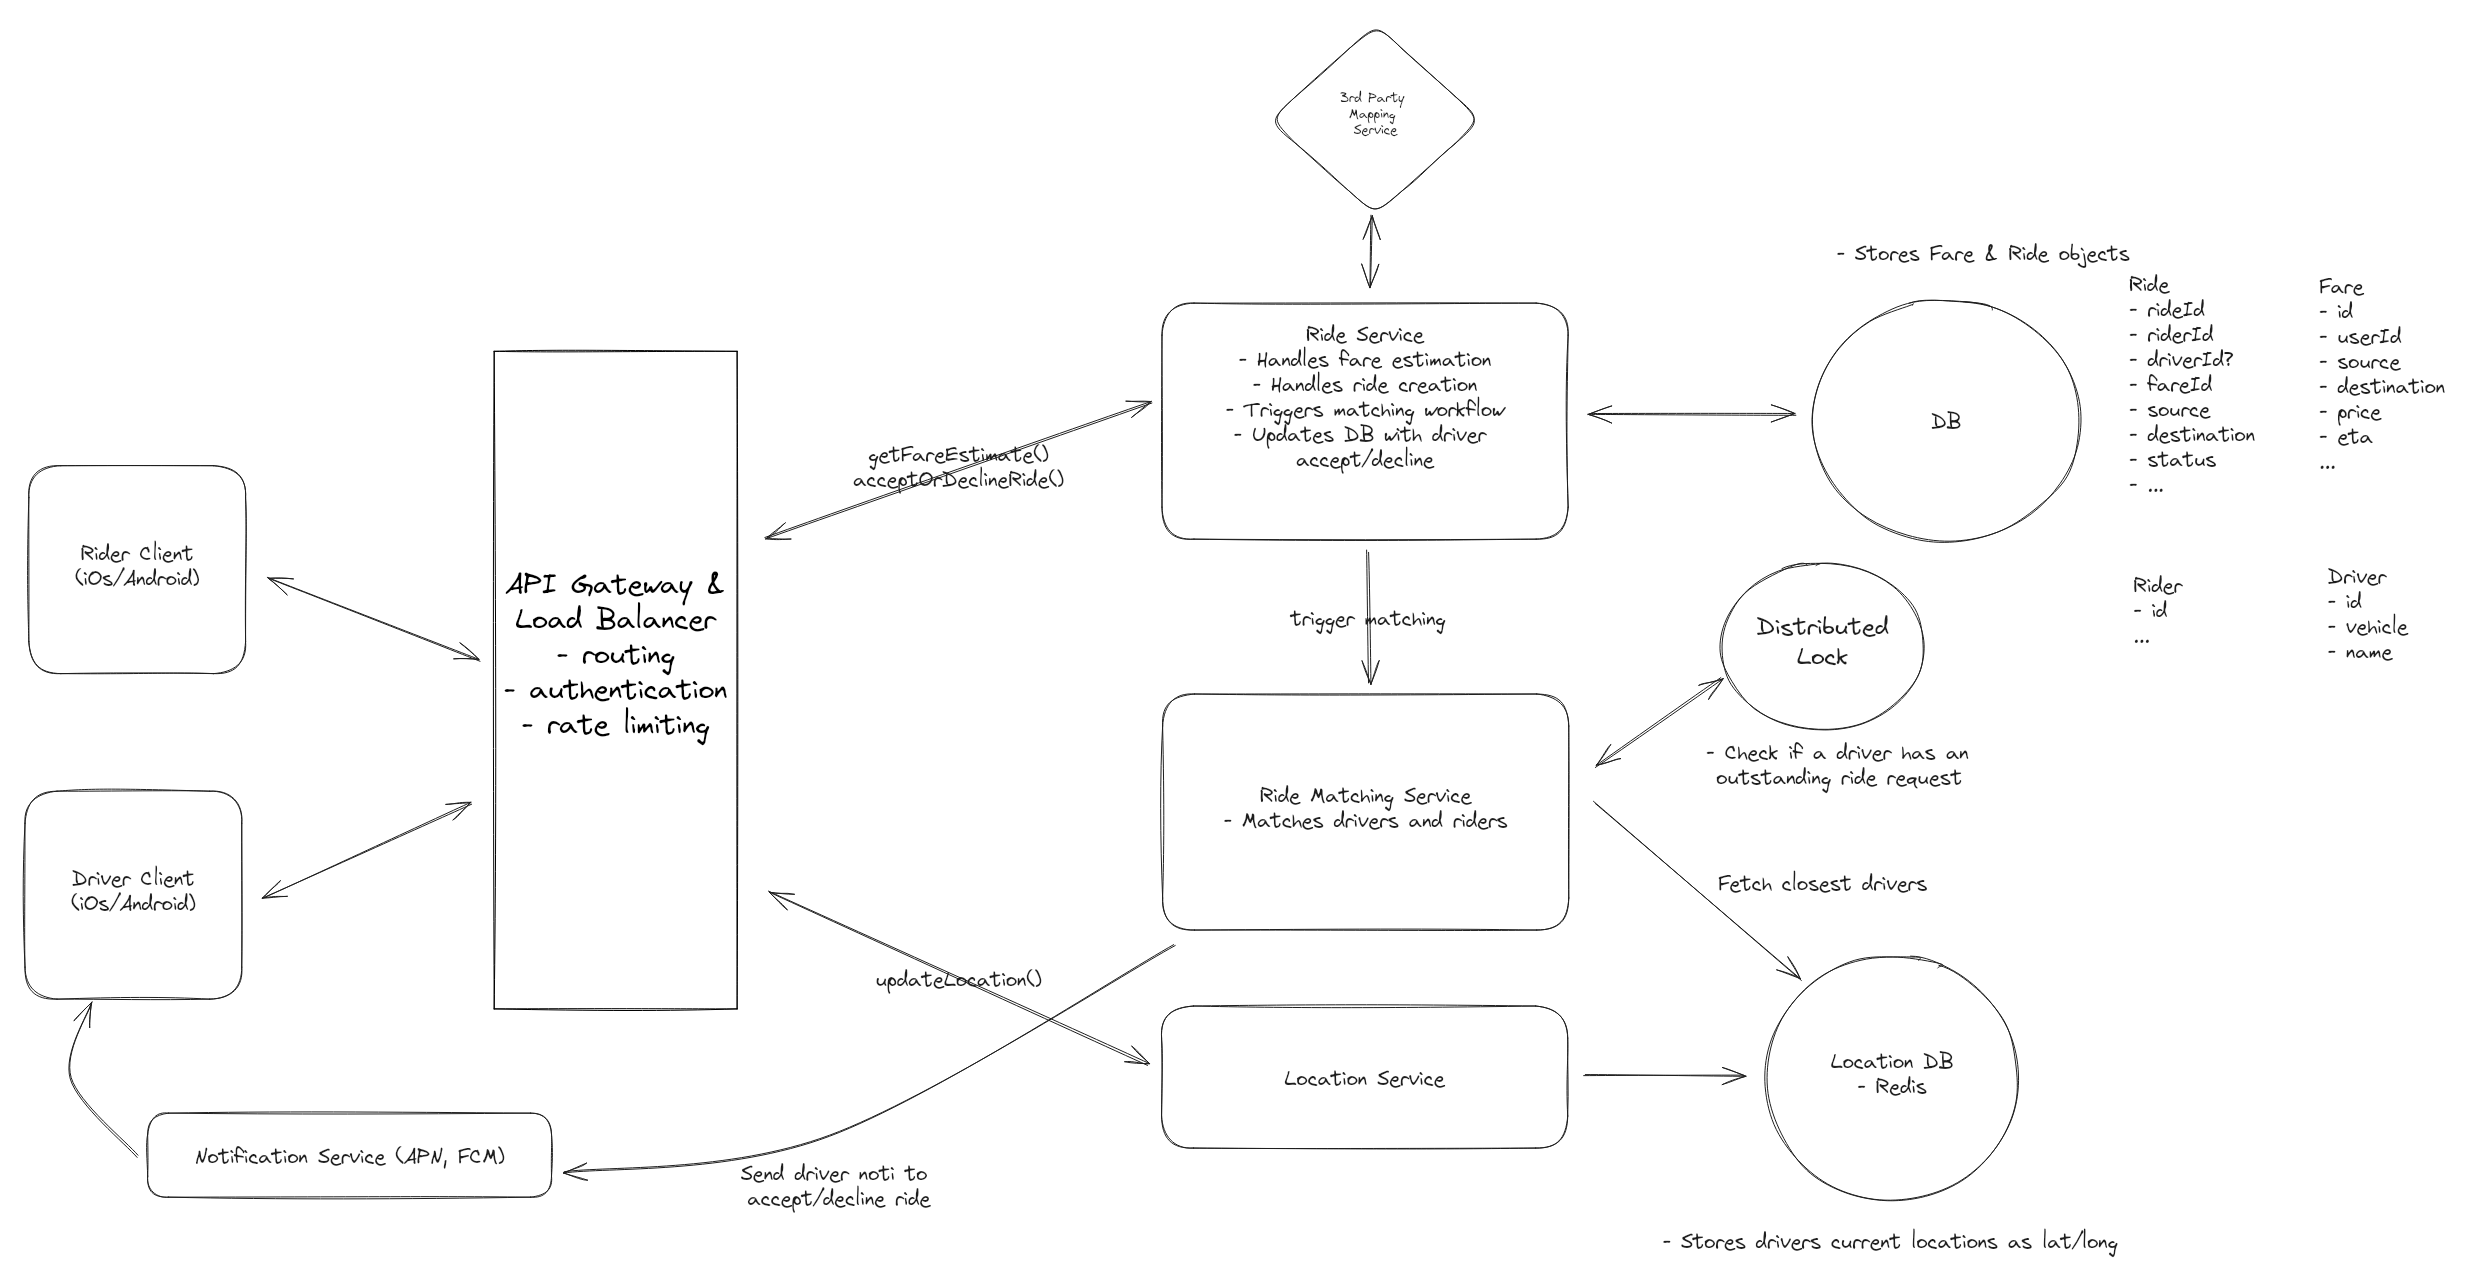 3rd Party
Mapping
Service
- Stores Fare & Ride objects
Ride
- rideId
- riderId
- driverId?
- fareId
- source
- destination
- status
- ...
Fare
- id
- userId
- source
- destination
- price
- eta
...
Ride Service
- Handles fare estimation
- Handles ride creation
- Triggers matching workflow
- Updates DB with driver
accept/decline
DB
getFareEstimate()
acceptOrDeclineRide()
Rider Client
(iOs/Android)
API Gateway &
Load Balancer
- routing
- authentication
- rate limiting
trigger matching
Distributed
Lock
Rider
- id
...
Driver
- id
- vehicle
- name
- Check if a driver has an
outstanding ride request
Ride Matching Service
- Matches drivers and riders
Driver Client
(iOs/Android)
Fetch closest drivers
updateLocation()
Location Service
Location DB
- Redis
Notification Service (APN, FCM)
Send driver noti to
accept/decline ride
- Stores drivers current locations as lat/long